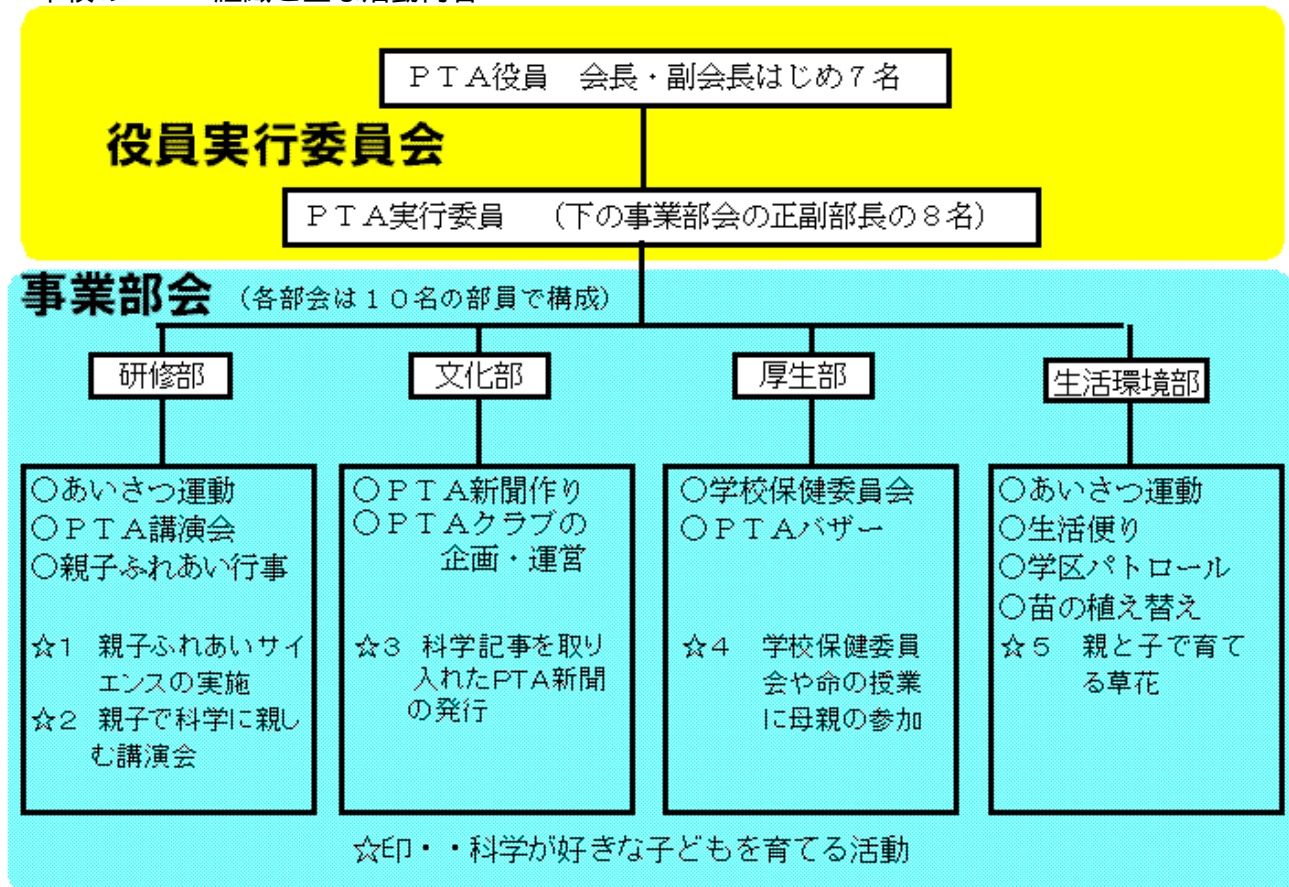 ＰＴＡ役員　会長・副会長はじめ７名
役員実行委員会
ＰＴＡ実行委員　（下の事業部会の正副部長の８名）
事業部会（各部会は１０名の部員で構成）
研修部
文化部
厚生部
生活環境部
○あいさつ運動
○ＰＴＡ講演会
○親子ふれあい行事
☆1　親子ふれあいサイ
エンスの実施
☆2　親子で科学に親し
む講演会
○ＰＴＡ新聞作り
○ＰＴＡクラブの
企画・運営
☆3　科学記事を取り
入れたPTA新聞
の発行
○学校保健委員会
○ＰＴＡバザー
☆4　学校保健委員
会や命の授業
に母親の参加
○あいさつ運動
○生活便り
○学区パトロール
○苗の植え替え
☆５　親と子で育て
る草花
☆印・・科学が好きな子どもを育てる活動